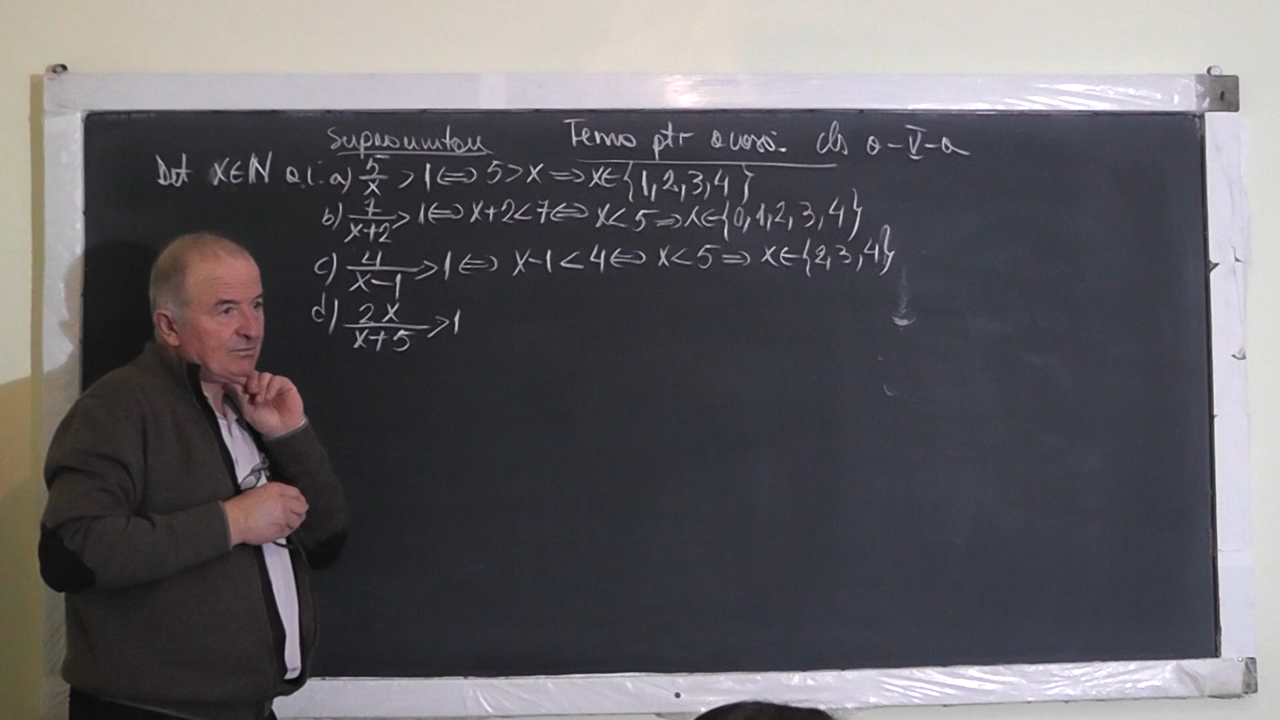 Suprounitare Tema ptr acasă. cls a-V-a
Det x∈ℕ a.î. a) 5/x > 1 ⇔ 5 > x ⇒ x∈{1,2,3,4}
b) 7/(x+2) > 1 ⇔ x+2 < 7 ⇔ x < 5 ⇒ x∈{0,1,2,3,4}
c) 4/(x-1) > 1 ⇔ x-1 < 4 ⇔ x < 5 ⇒ x∈{2,3,4}
d) 2x/(x+5) > 1